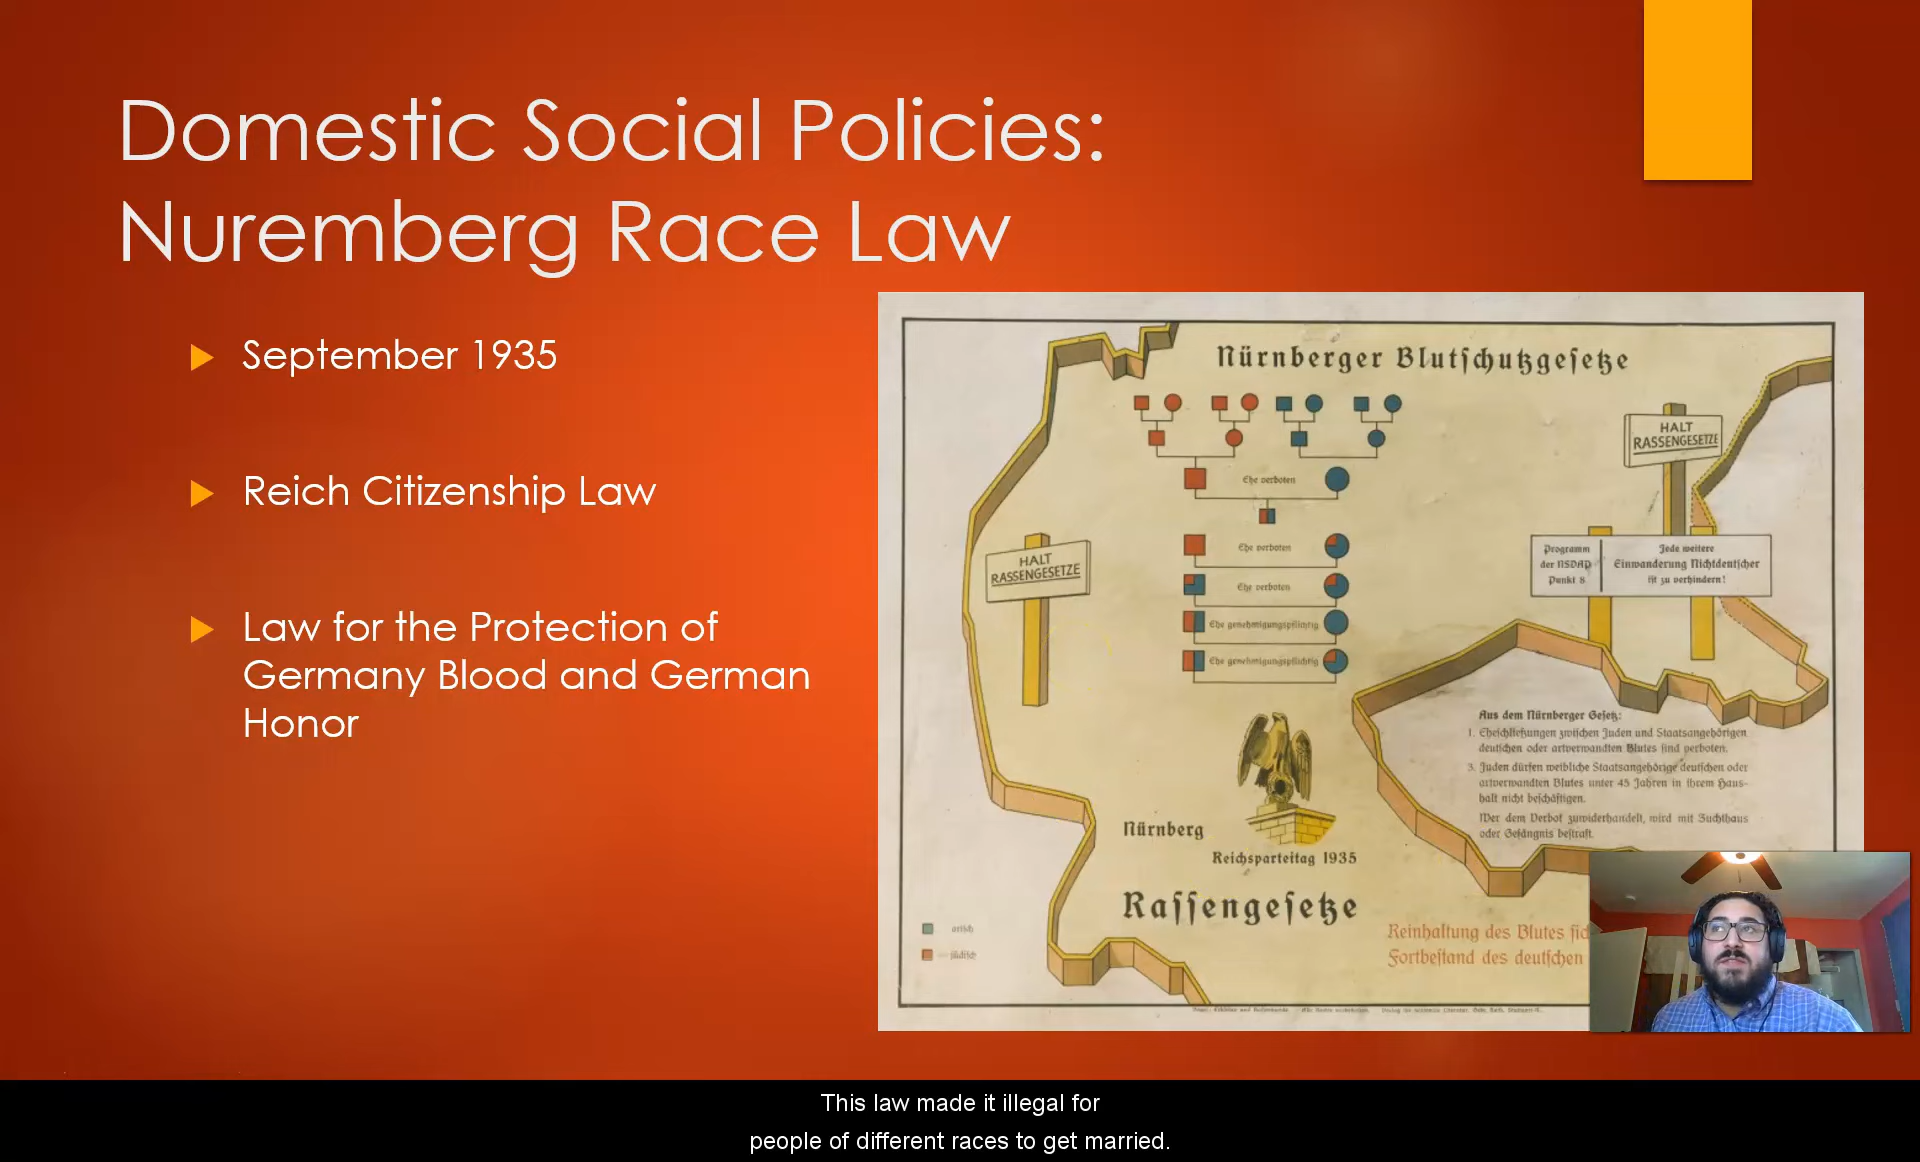 Domestic Social Policies:
Nuremberg Race Law
September 1935
Reich Citizenship Law
Law for the Protection of
Germany Blood and German
Honor
Nürnberger Blutſchutzgeſetze
Ehe verboten
Ehe verboten
Ehe verboten
Ehe genehmigungspflichtig
Ehe genehmigungspflichtig
HALT
RASSENGESETZE
HALT
RASSENGESETZE
Programm
der NSDAP
Punkt 8
Jede weitere
Einwanderung Nichtdeutſcher
iſt zu verhindern!
Aus dem Nürnberger Geſetz:
1. Eheſchließungen zwiſchen Juden und Staatsangehörigen
deutſchen oder artverwandten Blutes ſind verboten.
3. Juden dürfen weibliche Staatsangehörige deutſchen oder
artverwandten Blutes unter 45 Jahren in ihrem Haus-
halt nicht beſchäftigen.
Wer dem Verbot zuwiderhandelt, wird mit Zuchthaus
oder Gefängnis beſtraft.
Nürnberg
Reichsparteitag 1935
Raſſengeſetze
ariſch
jüdiſch
Reinhaltung des Blutes
Fortbeſtand des deutſchen
This law made it illegal for
people of different races to get married.